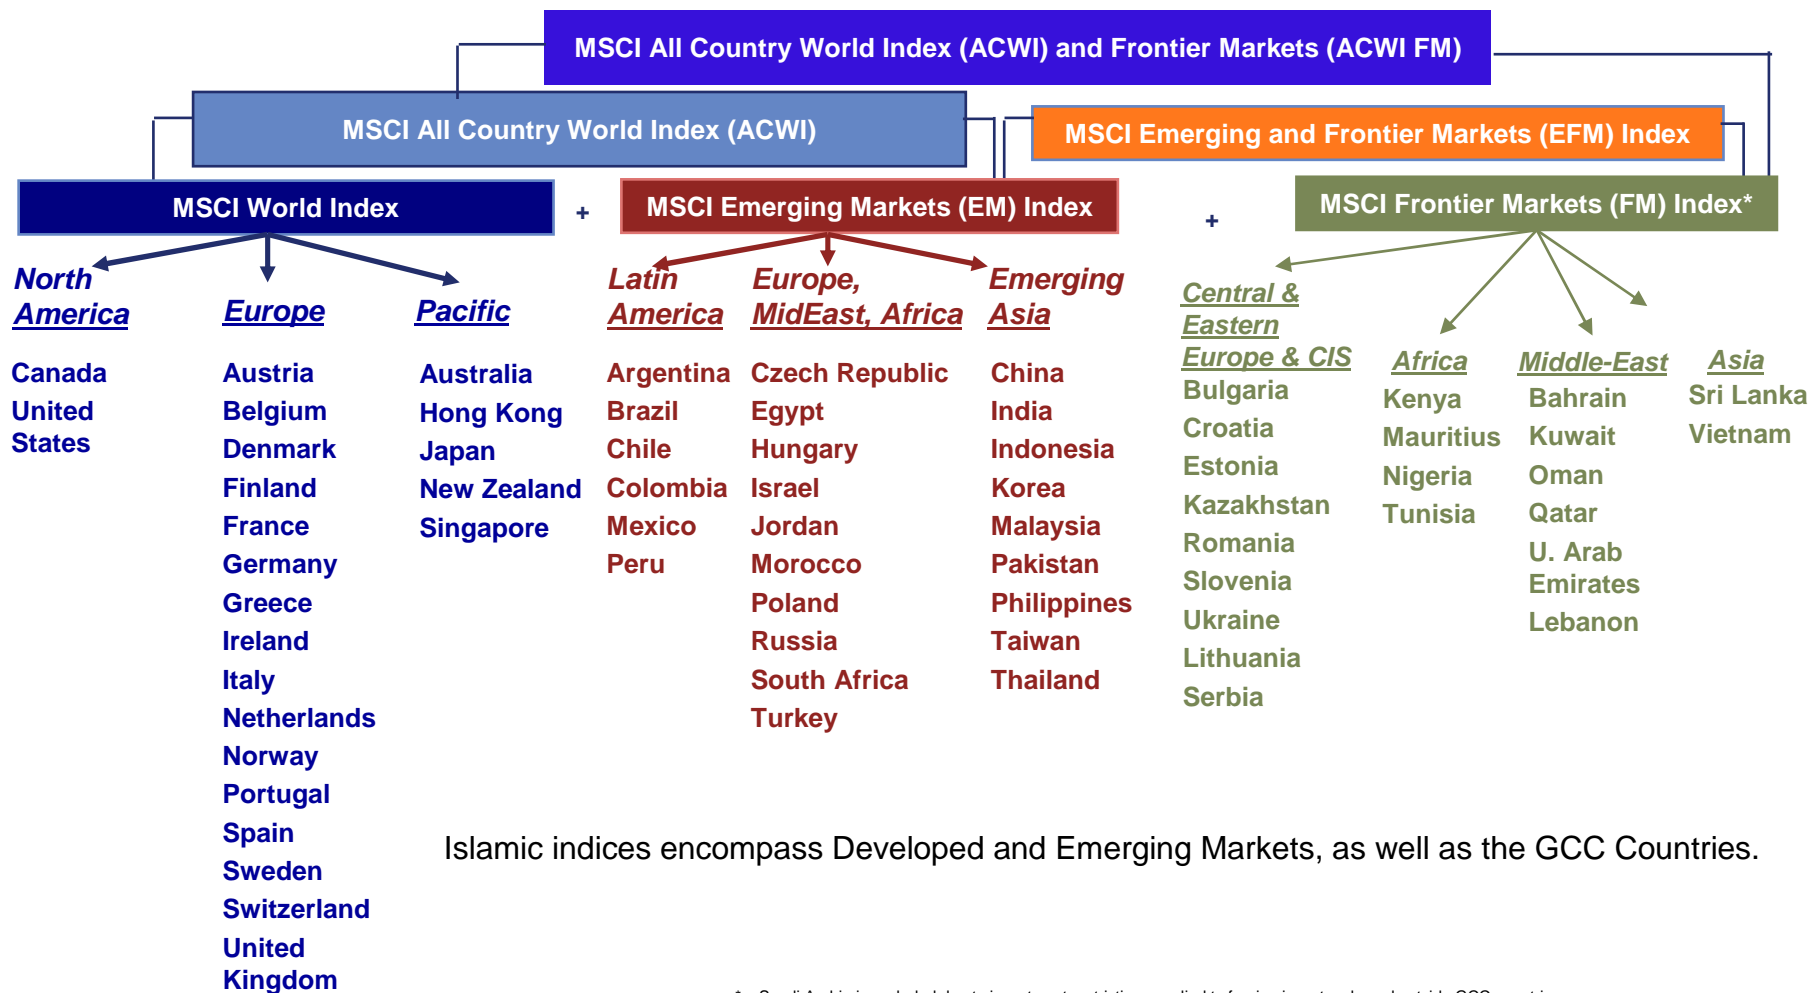 MSCI All Country World Index (ACWI) and Frontier Markets (ACWI FM)
MSCI All Country World Index (ACWI)
MSCI Emerging and Frontier Markets (EFM) Index
MSCI World Index
+
MSCI Emerging Markets (EM) Index
+
MSCI Frontier Markets (FM) Index*
North
America
Canada
United
States
Europe
Austria
Belgium
Denmark
Finland
France
Germany
Greece
Ireland
Italy
Netherlands
Norway
Portugal
Spain
Sweden
Switzerland
United
Kingdom
Pacific
Australia
Hong Kong
Japan
New Zealand
Singapore
Latin
America
Argentina
Brazil
Chile
Colombia
Mexico
Peru
Europe,
MidEast, Africa
Czech Republic
Egypt
Hungary
Israel
Jordan
Morocco
Poland
Russia
South Africa
Turkey
Emerging
Asia
China
India
Indonesia
Korea
Malaysia
Pakistan
Philippines
Taiwan
Thailand
Central &
Eastern
Europe & CIS
Bulgaria
Croatia
Estonia
Kazakhstan
Romania
Slovenia
Ukraine
Lithuania
Serbia
Africa
Kenya
Mauritius
Nigeria
Tunisia
Middle-East
Bahrain
Kuwait
Oman
Qatar
U. Arab
Emirates
Lebanon
Asia
Sri Lanka
Vietnam
Islamic indices encompass Developed and Emerging Markets, as well as the GCC Countries.